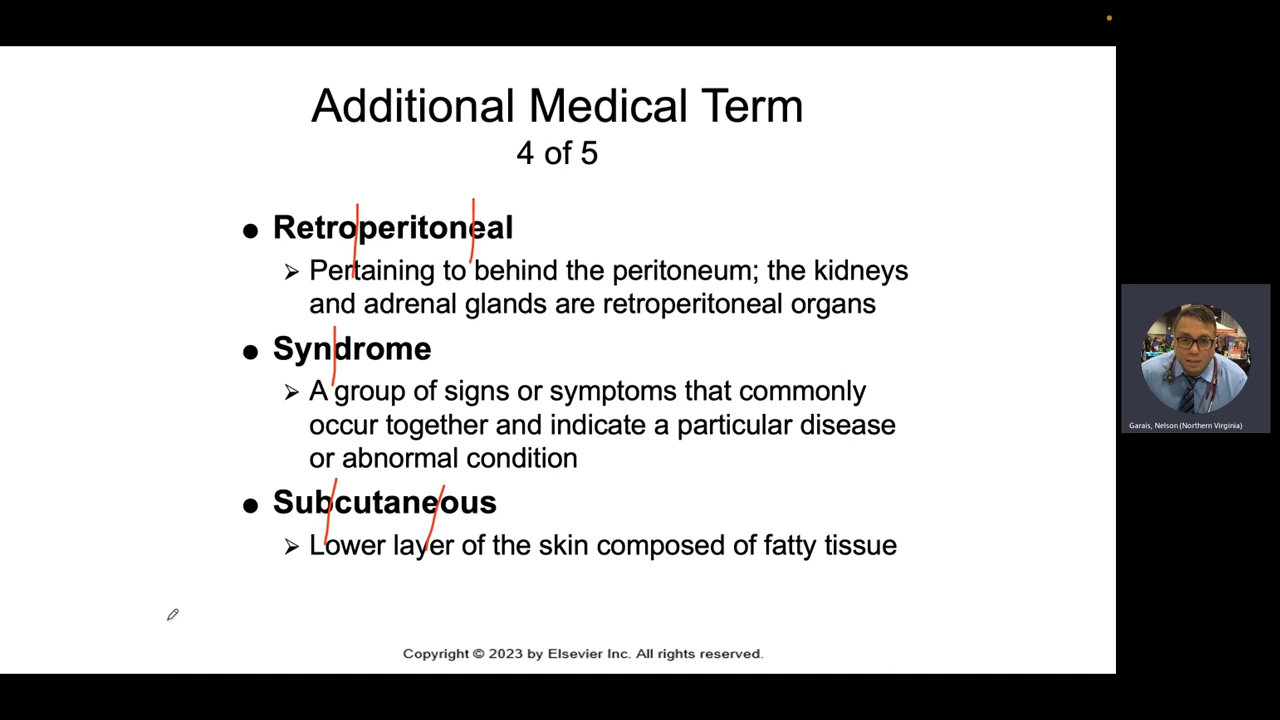 Additional Medical Term
4 of 5
● Retroperitoneal
➢ Pertaining to behind the peritoneum; the kidneys
and adrenal glands are retroperitoneal organs
● Syndrome
➢ A group of signs or symptoms that commonly
occur together and indicate a particular disease
or abnormal condition
● Subcutaneous
➢ Lower layer of the skin composed of fatty tissue
Copyright © 2023 by Elsevier Inc. All rights reserved.
Garais, Nelson (Northern Virginia)